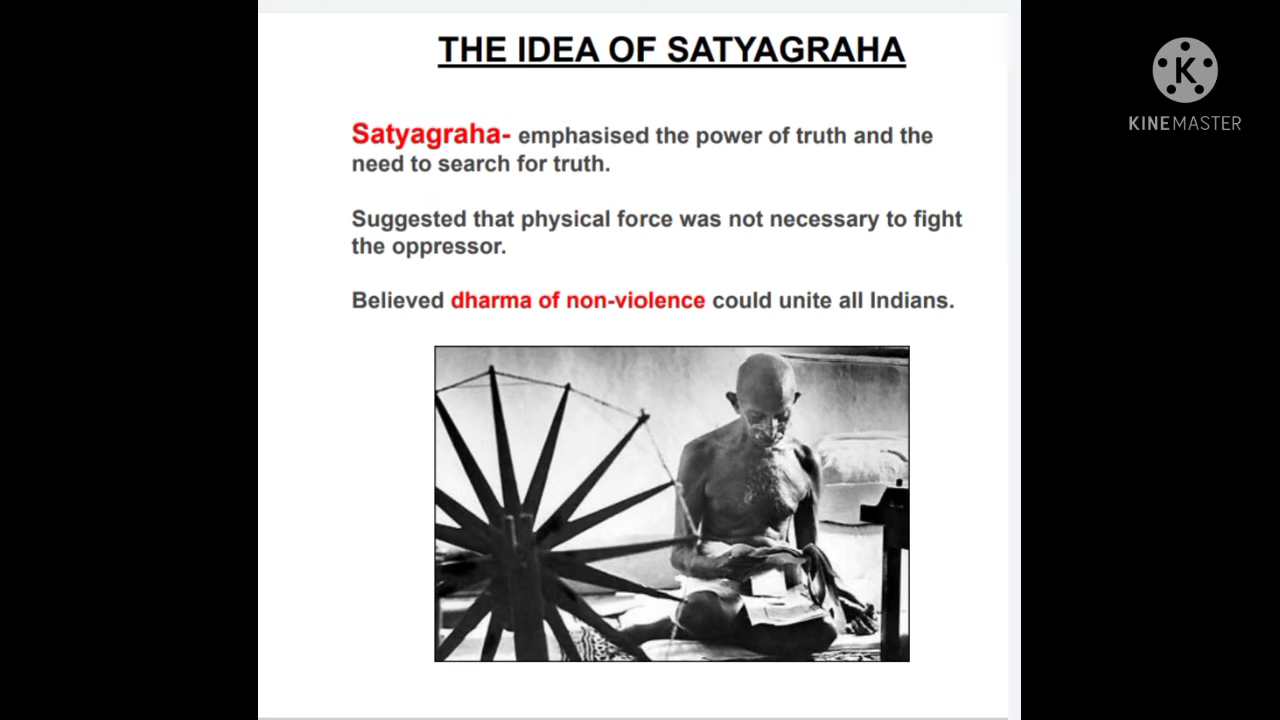 THE IDEA OF SATYAGRAHA
K
KINEMASTER
Satyagraha- emphasised the power of truth and the
need to search for truth.
Suggested that physical force was not necessary to fight
the oppressor.
Believed dharma of non-violence could unite all Indians.